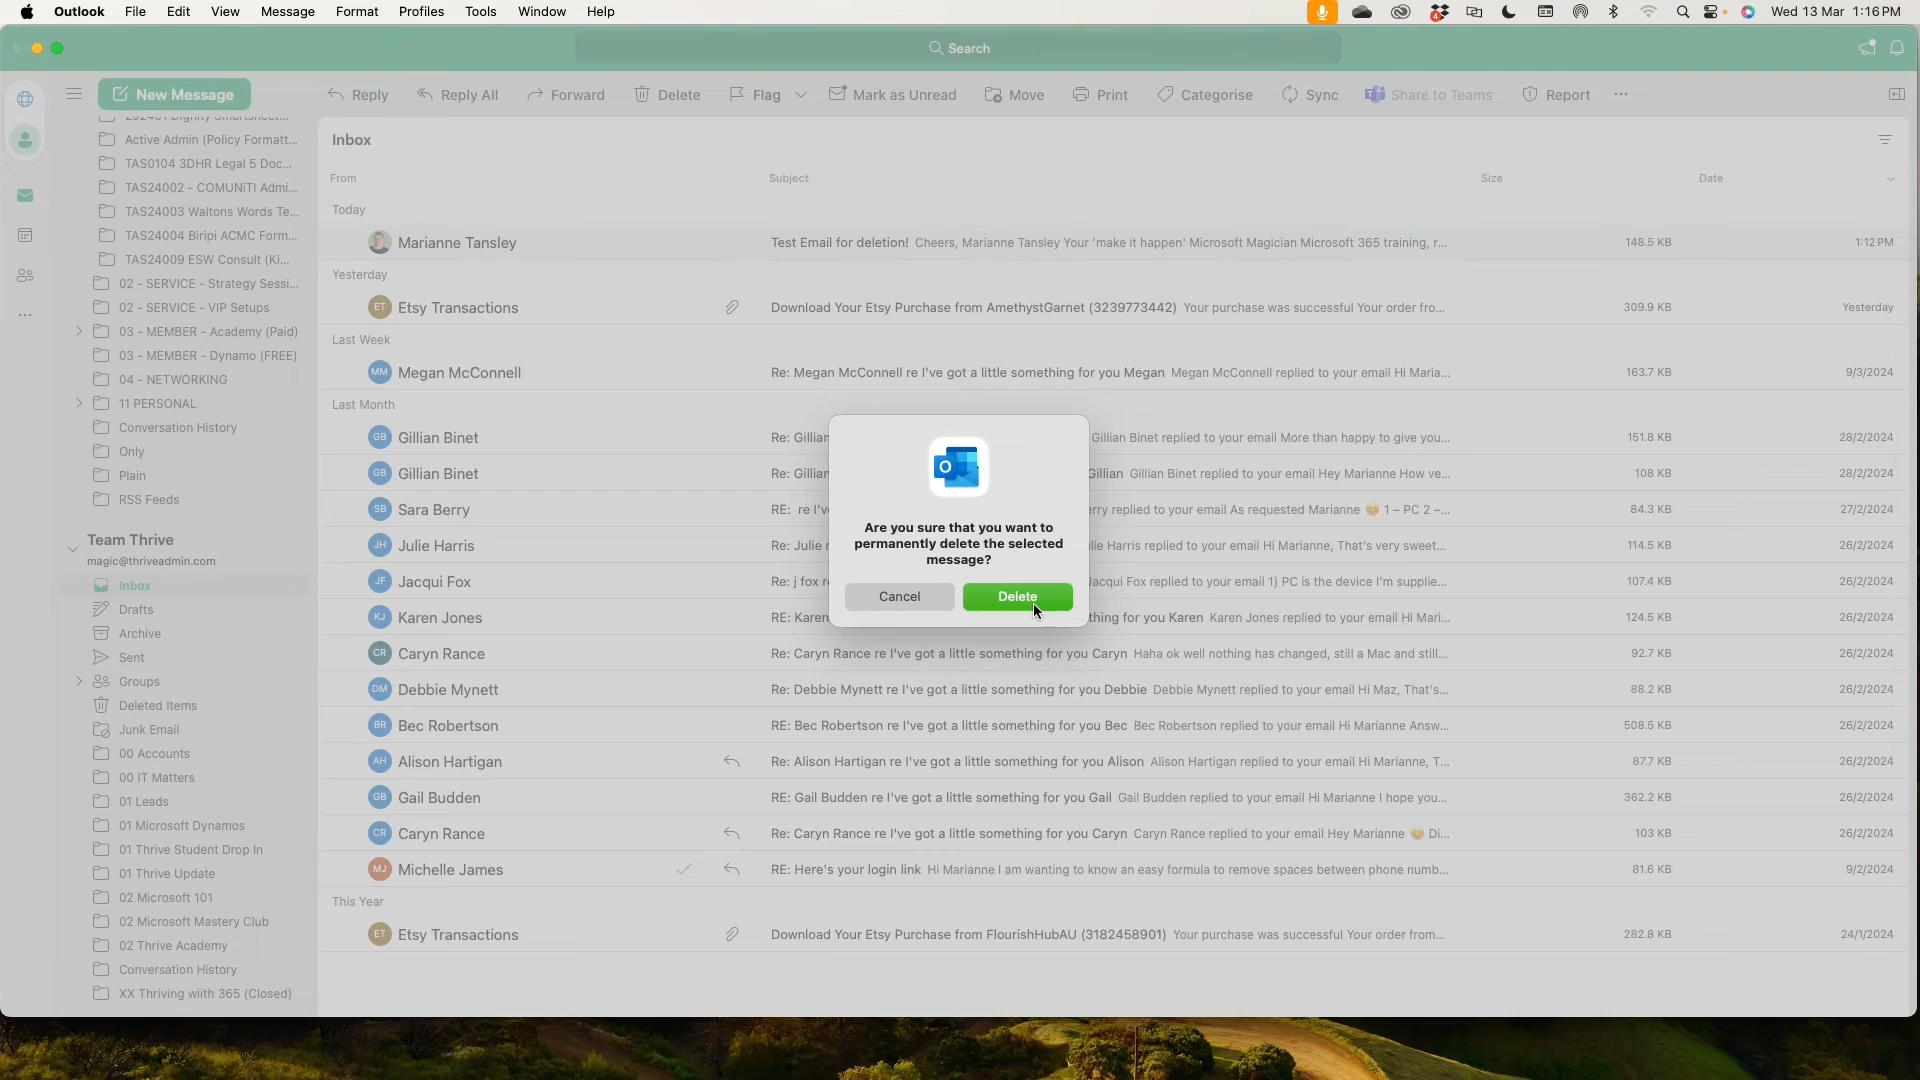 Outlook File Edit View Message Format Profiles Tools Window Help 4 Wed 13 Mar 1:16 PM
Search
New Message Reply Reply All Forward Delete Flag Mark as Unread Move Print Categorise Sync Share to Teams Report
Active Admin (Policy Formatt...
TAS0104 3DHR Legal 5 Doc...
TAS24002 - COMUNiTI Admi...
TAS24003 Waltons Words Te...
TAS24004 Biripi ACMC Form...
TAS24009 ESW Consult (Ki...
02 - SERVICE - Strategy Sessi...
02 - SERVICE - VIP Setups
03 - MEMBER - Academy (Paid)
03 - MEMBER - Dynamo (FREE)
04 - NETWORKING
11 PERSONAL
Conversation History
Only
Plain
RSS Feeds
Team Thrive
magic@thriveadmin.com
Inbox
Drafts
Archive
Sent
Groups
Deleted Items
Junk Email
00 Accounts
00 IT Matters
01 Leads
01 Microsoft Dynamos
01 Thrive Student Drop In
01 Thrive Update
02 Microsoft 101
02 Microsoft Mastery Club
02 Thrive Academy
Conversation History
XX Thriving wiith 365 (Closed)
Inbox
From Subject Size Date
Today
Marianne Tansley Test Email for deletion! Cheers, Marianne Tansley Your 'make it happen' Microsoft Magician Microsoft 365 training, r... 148.5 KB 1:12 PM
Yesterday
ET Etsy Transactions Download Your Etsy Purchase from AmethystGarnet (3239773442) Your purchase was successful Your order fro... 309.9 KB Yesterday
Last Week
MM Megan McConnell Re: Megan McConnell re I've got a little something for you Megan Megan McConnell replied to your email Hi Maria... 163.7 KB 9/3/2024
Last Month
GB Gillian Binet Re: Gillian Gillian Binet replied to your email More than happy to give you... 151.8 KB 28/2/2024
GB Gillian Binet Re: Gillian Gillian Gillian Binet replied to your email Hey Marianne How ve... 108 KB 28/2/2024
SB Sara Berry RE: re I'v replied to your email As requested Marianne 1 – PC 2 –... 84.3 KB 27/2/2024
JH Julie Harris Re: Julie Harris replied to your email Hi Marianne, That's very sweet... 114.5 KB 26/2/2024
JF Jacqui Fox Re: j fox Jacqui Fox replied to your email 1) PC is the device I'm supplie... 107.4 KB 26/2/2024
KJ Karen Jones RE: Karen thing for you Karen Karen Jones replied to your email Hi Mari... 124.5 KB 26/2/2024
CR Caryn Rance Re: Caryn Rance re I've got a little something for you Caryn Haha ok well nothing has changed, still a Mac and still... 92.7 KB 26/2/2024
DM Debbie Mynett Re: Debbie Mynett re I've got a little something for you Debbie Debbie Mynett replied to your email Hi Maz, That's... 88.2 KB 26/2/2024
BR Bec Robertson RE: Bec Robertson re I've got a little something for you Bec Bec Robertson replied to your email Hi Marianne Answ... 508.5 KB 26/2/2024
AH Alison Hartigan Re: Alison Hartigan re I've got a little something for you Alison Alison Hartigan replied to your email Hi Marianne, T... 87.7 KB 26/2/2024
GB Gail Budden RE: Gail Budden re I've got a little something for you Gail Gail Budden replied to your email Hi Marianne I hope you... 362.2 KB 26/2/2024
CR Caryn Rance Re: Caryn Rance re I've got a little something for you Caryn Caryn Rance replied to your email Hey Marianne Di... 103 KB 26/2/2024
MJ Michelle James RE: Here's your login link Hi Marianne I am wanting to know an easy formula to remove spaces between phone numb... 81.6 KB 9/2/2024
This Year
ET Etsy Transactions Download Your Etsy Purchase from FlourishHubAU (3182458901) Your purchase was successful Your order from... 282.8 KB 24/1/2024
Are you sure that you want to
permanently delete the selected
message?
Cancel Delete